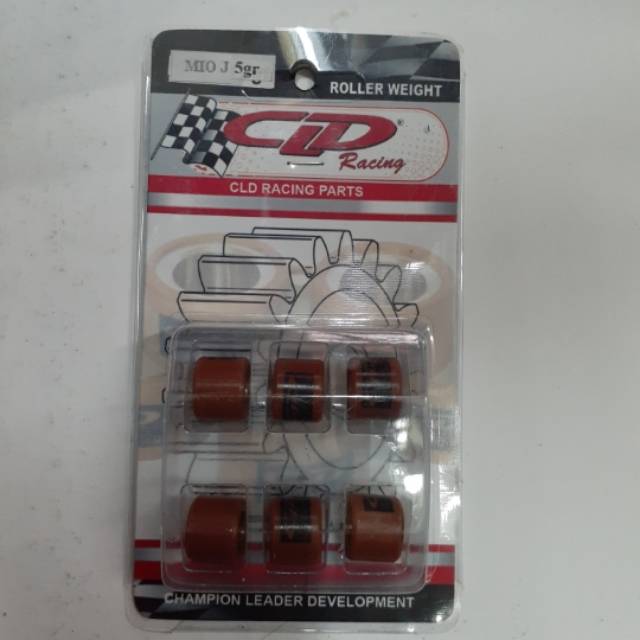 MIO J 5gr
ROLLER WEIGHT
CLD ®
Racing
CLD RACING PARTS
CHAMPION LEADER DEVELOPMENT